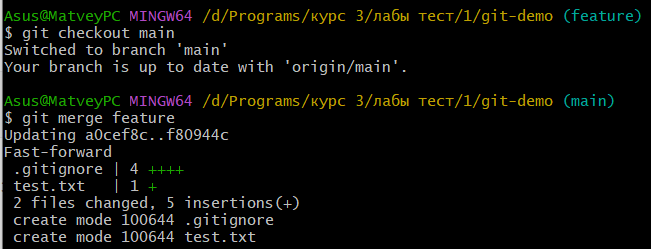 Asus@MatveyPC MINGW64 /d/Programs/курс 3/лабы тест/1/git-demo (feature)
$ git checkout main
Switched to branch 'main'
Your branch is up to date with 'origin/main'.

Asus@MatveyPC MINGW64 /d/Programs/курс 3/лабы тест/1/git-demo (main)
$ git merge feature
Updating a0cef8c..f80944c
Fast-forward
 .gitignore | 4 ++++
 test.txt   | 1 +
 2 files changed, 5 insertions(+)
 create mode 100644 .gitignore
 create mode 100644 test.txt